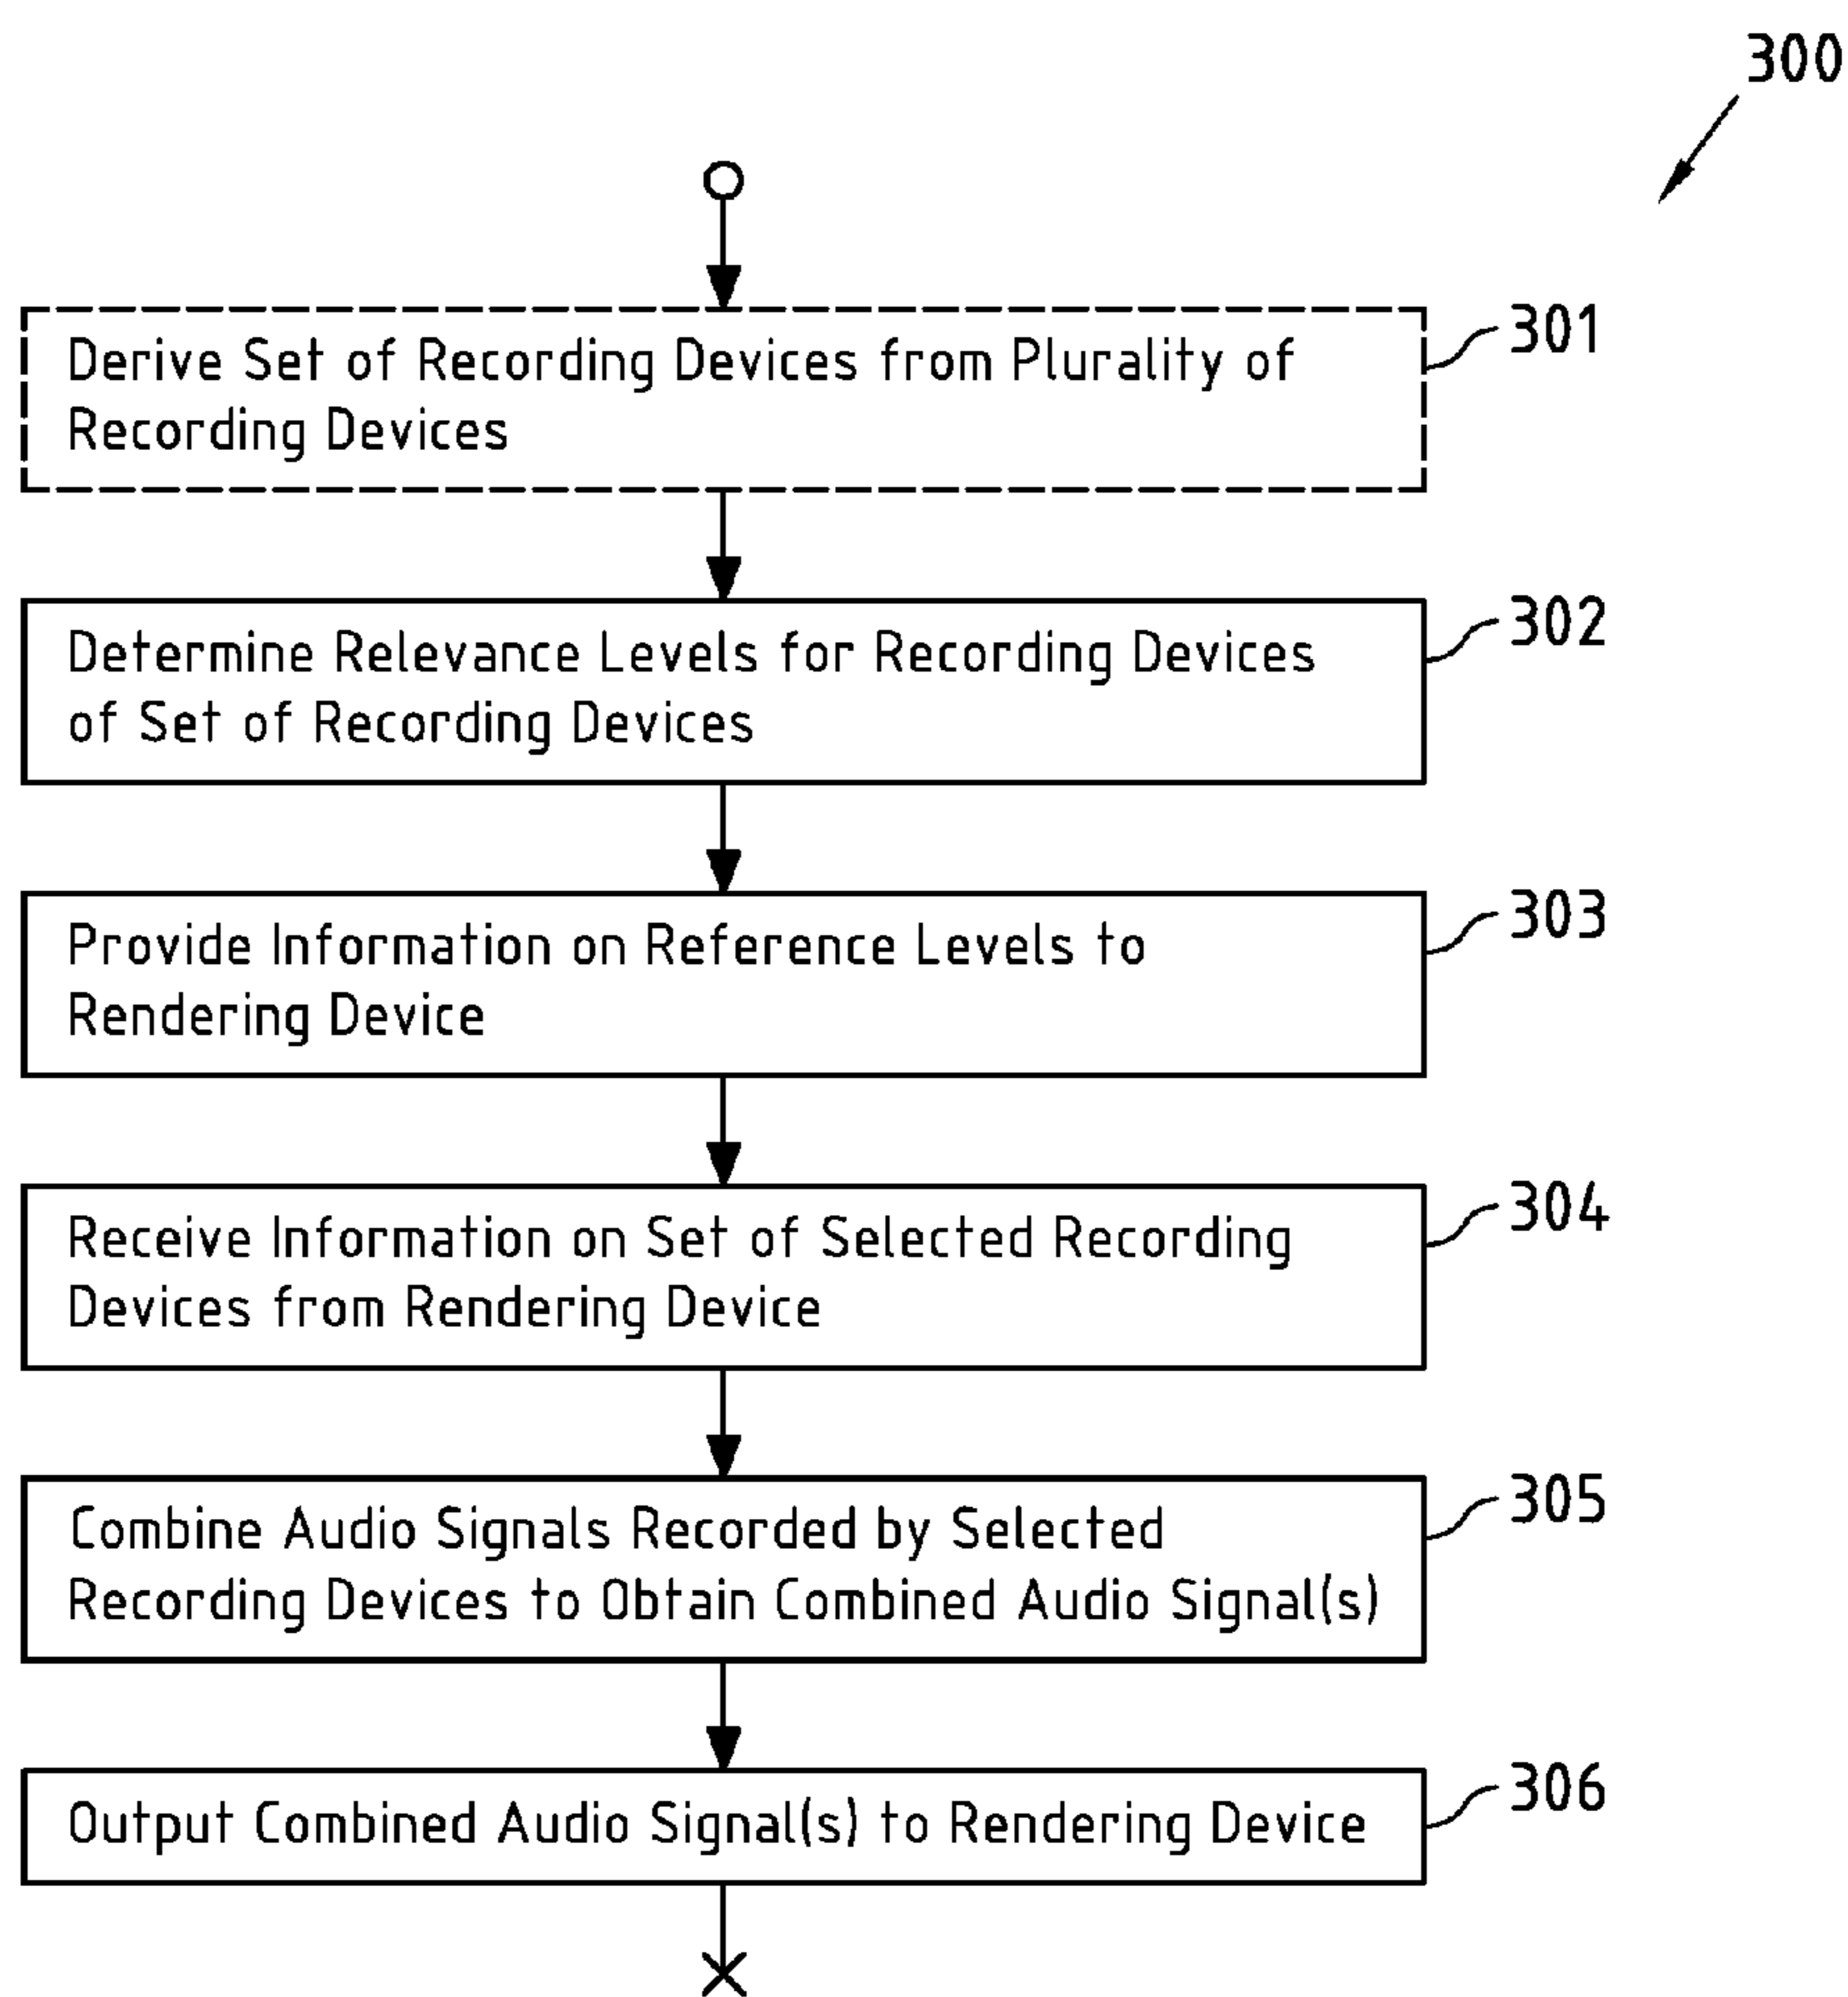 300
Derive Set of Recording Devices from Plurality of
Recording Devices
301
Determine Relevance Levels for Recording Devices
of Set of Recording Devices
302
Provide Information on Reference Levels to
Rendering Device
303
Receive Information on Set of Selected Recording
Devices from Rendering Device
304
Combine Audio Signals Recorded by Selected
Recording Devices to Obtain Combined Audio Signal(s)
305
Output Combined Audio Signal(s) to Rendering Device
306